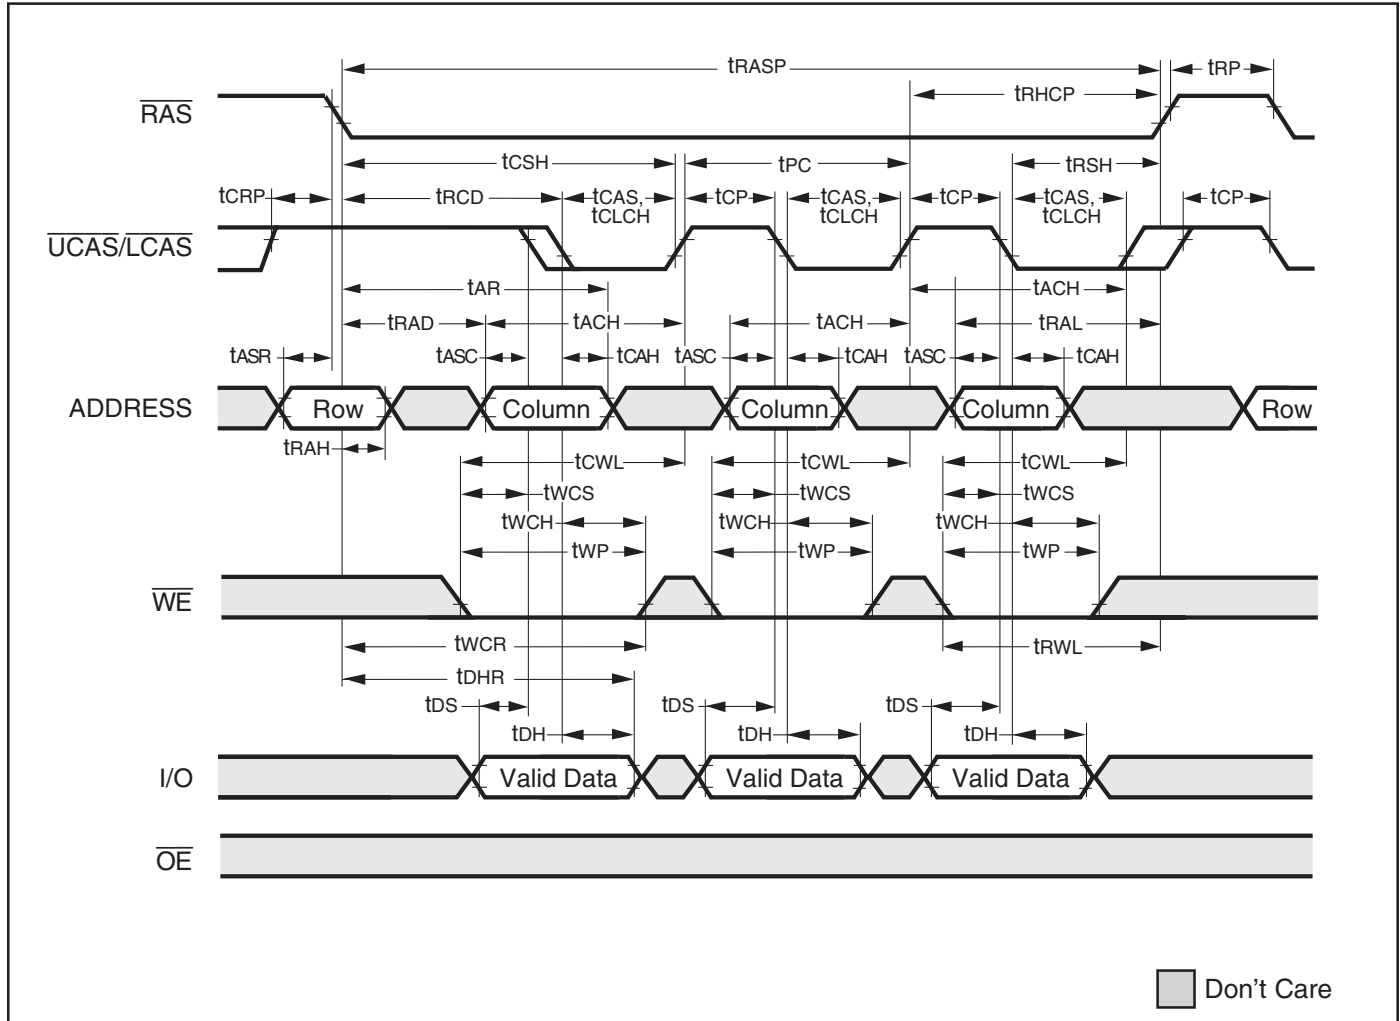 tRASP tRP
tRHCP
RAS
tCSH tPC tRSH
tCRP tRCD tCAS, tCLCH tCP tCAS, tCLCH tCP tCAS, tCLCH tCP
UCAS/LCAS
tAR tACH
tRAD tACH tACH tRAL
tASR tASC tCAH tASC tCAH tASC tCAH
ADDRESS Row Column Column Column Row
tRAH
tCWL tCWL tCWL
tWCS tWCS tWCS
tWCH tWCH tWCH
tWP tWP tWP
WE
tWCR tRWL
tDHR
tDS tDS tDS
tDH tDH tDH
I/O Valid Data Valid Data Valid Data
OE
Don't Care